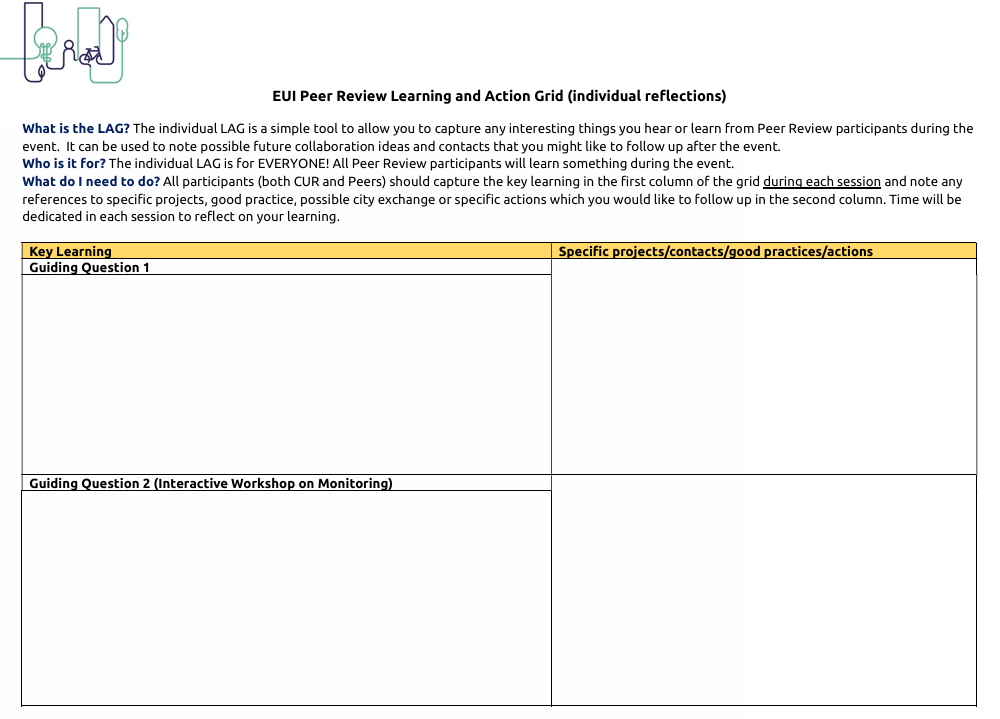 EUI Peer Review Learning and Action Grid (individual reflections)
What is the LAG? The individual LAG is a simple tool to allow you to capture any interesting things you hear or learn from Peer Review participants during the
event.  It can be used to note possible future collaboration ideas and contacts that you might like to follow up after the event.
Who is it for? The individual LAG is for EVERYONE! All Peer Review participants will learn something during the event.
What do I need to do? All participants (both CUR and Peers) should capture the key learning in the first column of the grid during each session and note any
references to specific projects, good practice, possible city exchange or specific actions which you would like to follow up in the second column. Time will be
dedicated in each session to reflect on your learning.
Key Learning
Specific projects/contacts/good practices/actions
Guiding Question 1
Guiding Question 2 (Interactive Workshop on Monitoring)